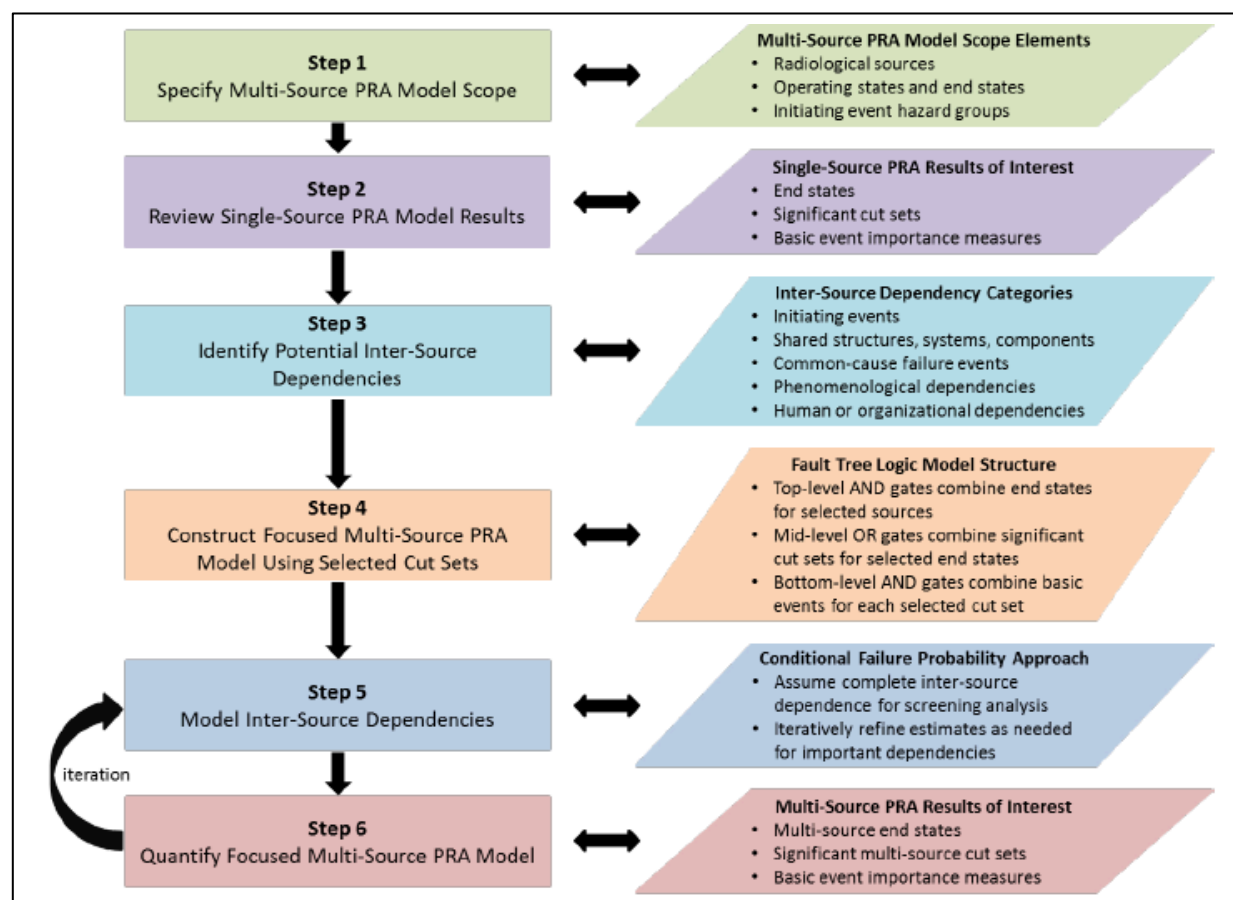 Step 1
Specify Multi-Source PRA Model Scope
Multi-Source PRA Model Scope Elements
• Radiological sources
• Operating states and end states
• Initiating event hazard groups
Step 2
Review Single-Source PRA Model Results
Single-Source PRA Results of Interest
• End states
• Significant cut sets
• Basic event importance measures
Step 3
Identify Potential Inter-Source
Dependencies
Inter-Source Dependency Categories
• Initiating events
• Shared structures, systems, components
• Common-cause failure events
• Phenomenological dependencies
• Human or organizational dependencies
Step 4
Construct Focused Multi-Source PRA
Model Using Selected Cut Sets
Fault Tree Logic Model Structure
• Top-level AND gates combine end states
for selected sources
• Mid-level OR gates combine significant
cut sets for selected end states
• Bottom-level AND gates combine basic
events for each selected cut set
Step 5
Model Inter-Source Dependencies
Conditional Failure Probability Approach
• Assume complete inter-source
dependence for screening analysis
• Iteratively refine estimates as needed
for important dependencies
iteration
Step 6
Quantify Focused Multi-Source PRA Model
Multi-Source PRA Results of Interest
• Multi-source end states
• Significant multi-source cut sets
• Basic event importance measures